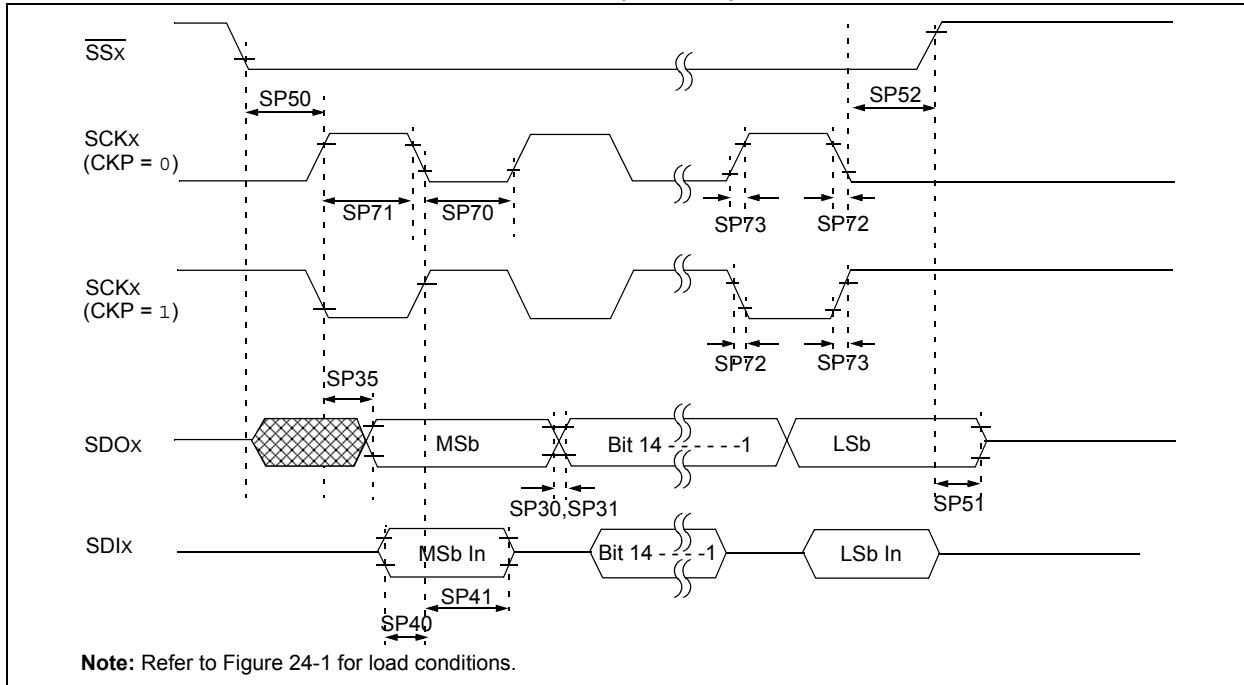 SSx
SP50
SP52
SCKx
(CKP = 0)
SP71
SP70
SP73
SP72
SCKx
(CKP = 1)
SP72
SP73
SP35
SDOx
MSb
Bit 14 - - - - - -1
LSb
SP30,SP31
SP51
SDIx
MSb In
Bit 14 - - - -1
LSb In
SP41
SP40
Note: Refer to Figure 24-1 for load conditions.